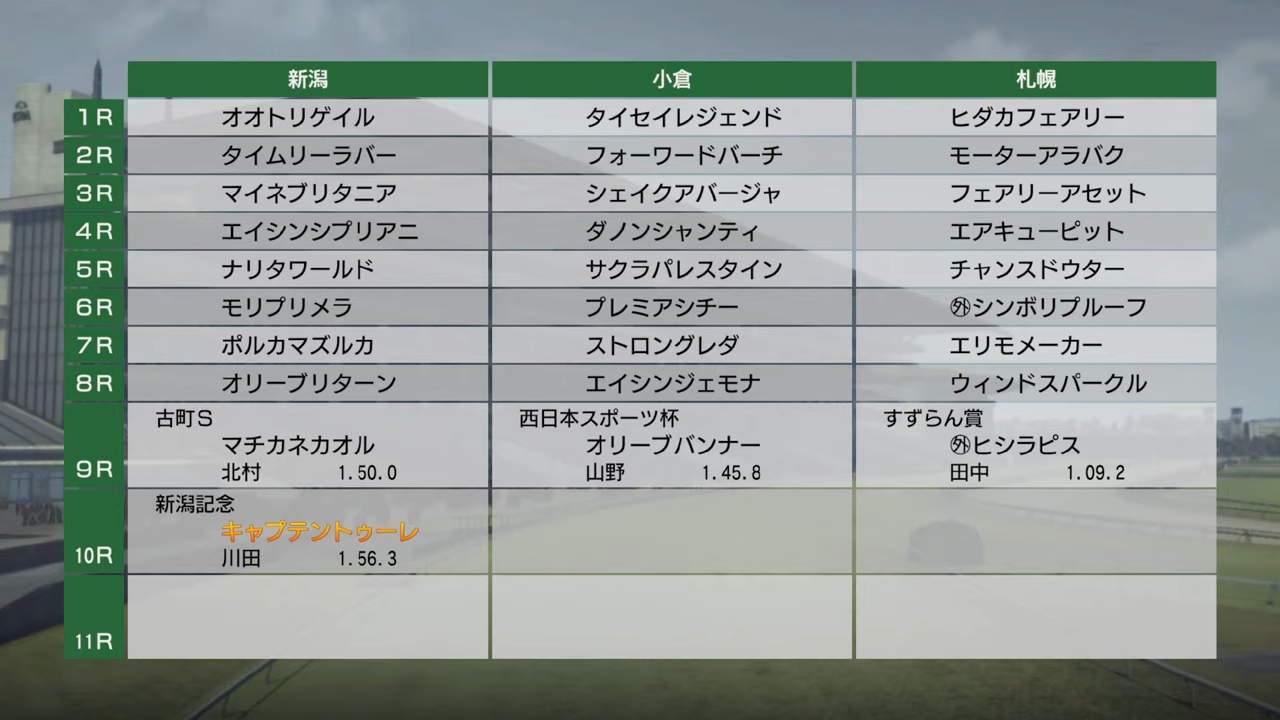 新潟 小倉 札幌
1R オオトリゲイル タイセイレジェンド ヒダカフェアリー
2R タイムリーラバー フォーワードバーチ モーターアラバク
3R マイネブリタニア シェイクアバージャ フェアリーアセット
4R エイシンシプリアニ ダノンシャンティ エアキューピット
5R ナリタワールド サクラパレスタイン チャンスドウター
6R モリプリメラ プレミアシチー ㊕シンボリプルーフ
7R ポルカマズルカ ストロングレダ エリモメーカー
8R オリーブリターン エイシンジェモナ ウィンドスパークル
古町S 西日本スポーツ杯 すずらん賞
マチカネカオル オリーブバンナー 外ヒシラピス
9R 北村 1.50.0 山野 1.45.8 田中 1.09.2
新潟記念
キャプテントゥーレ
10R 川田 1.56.3
11R